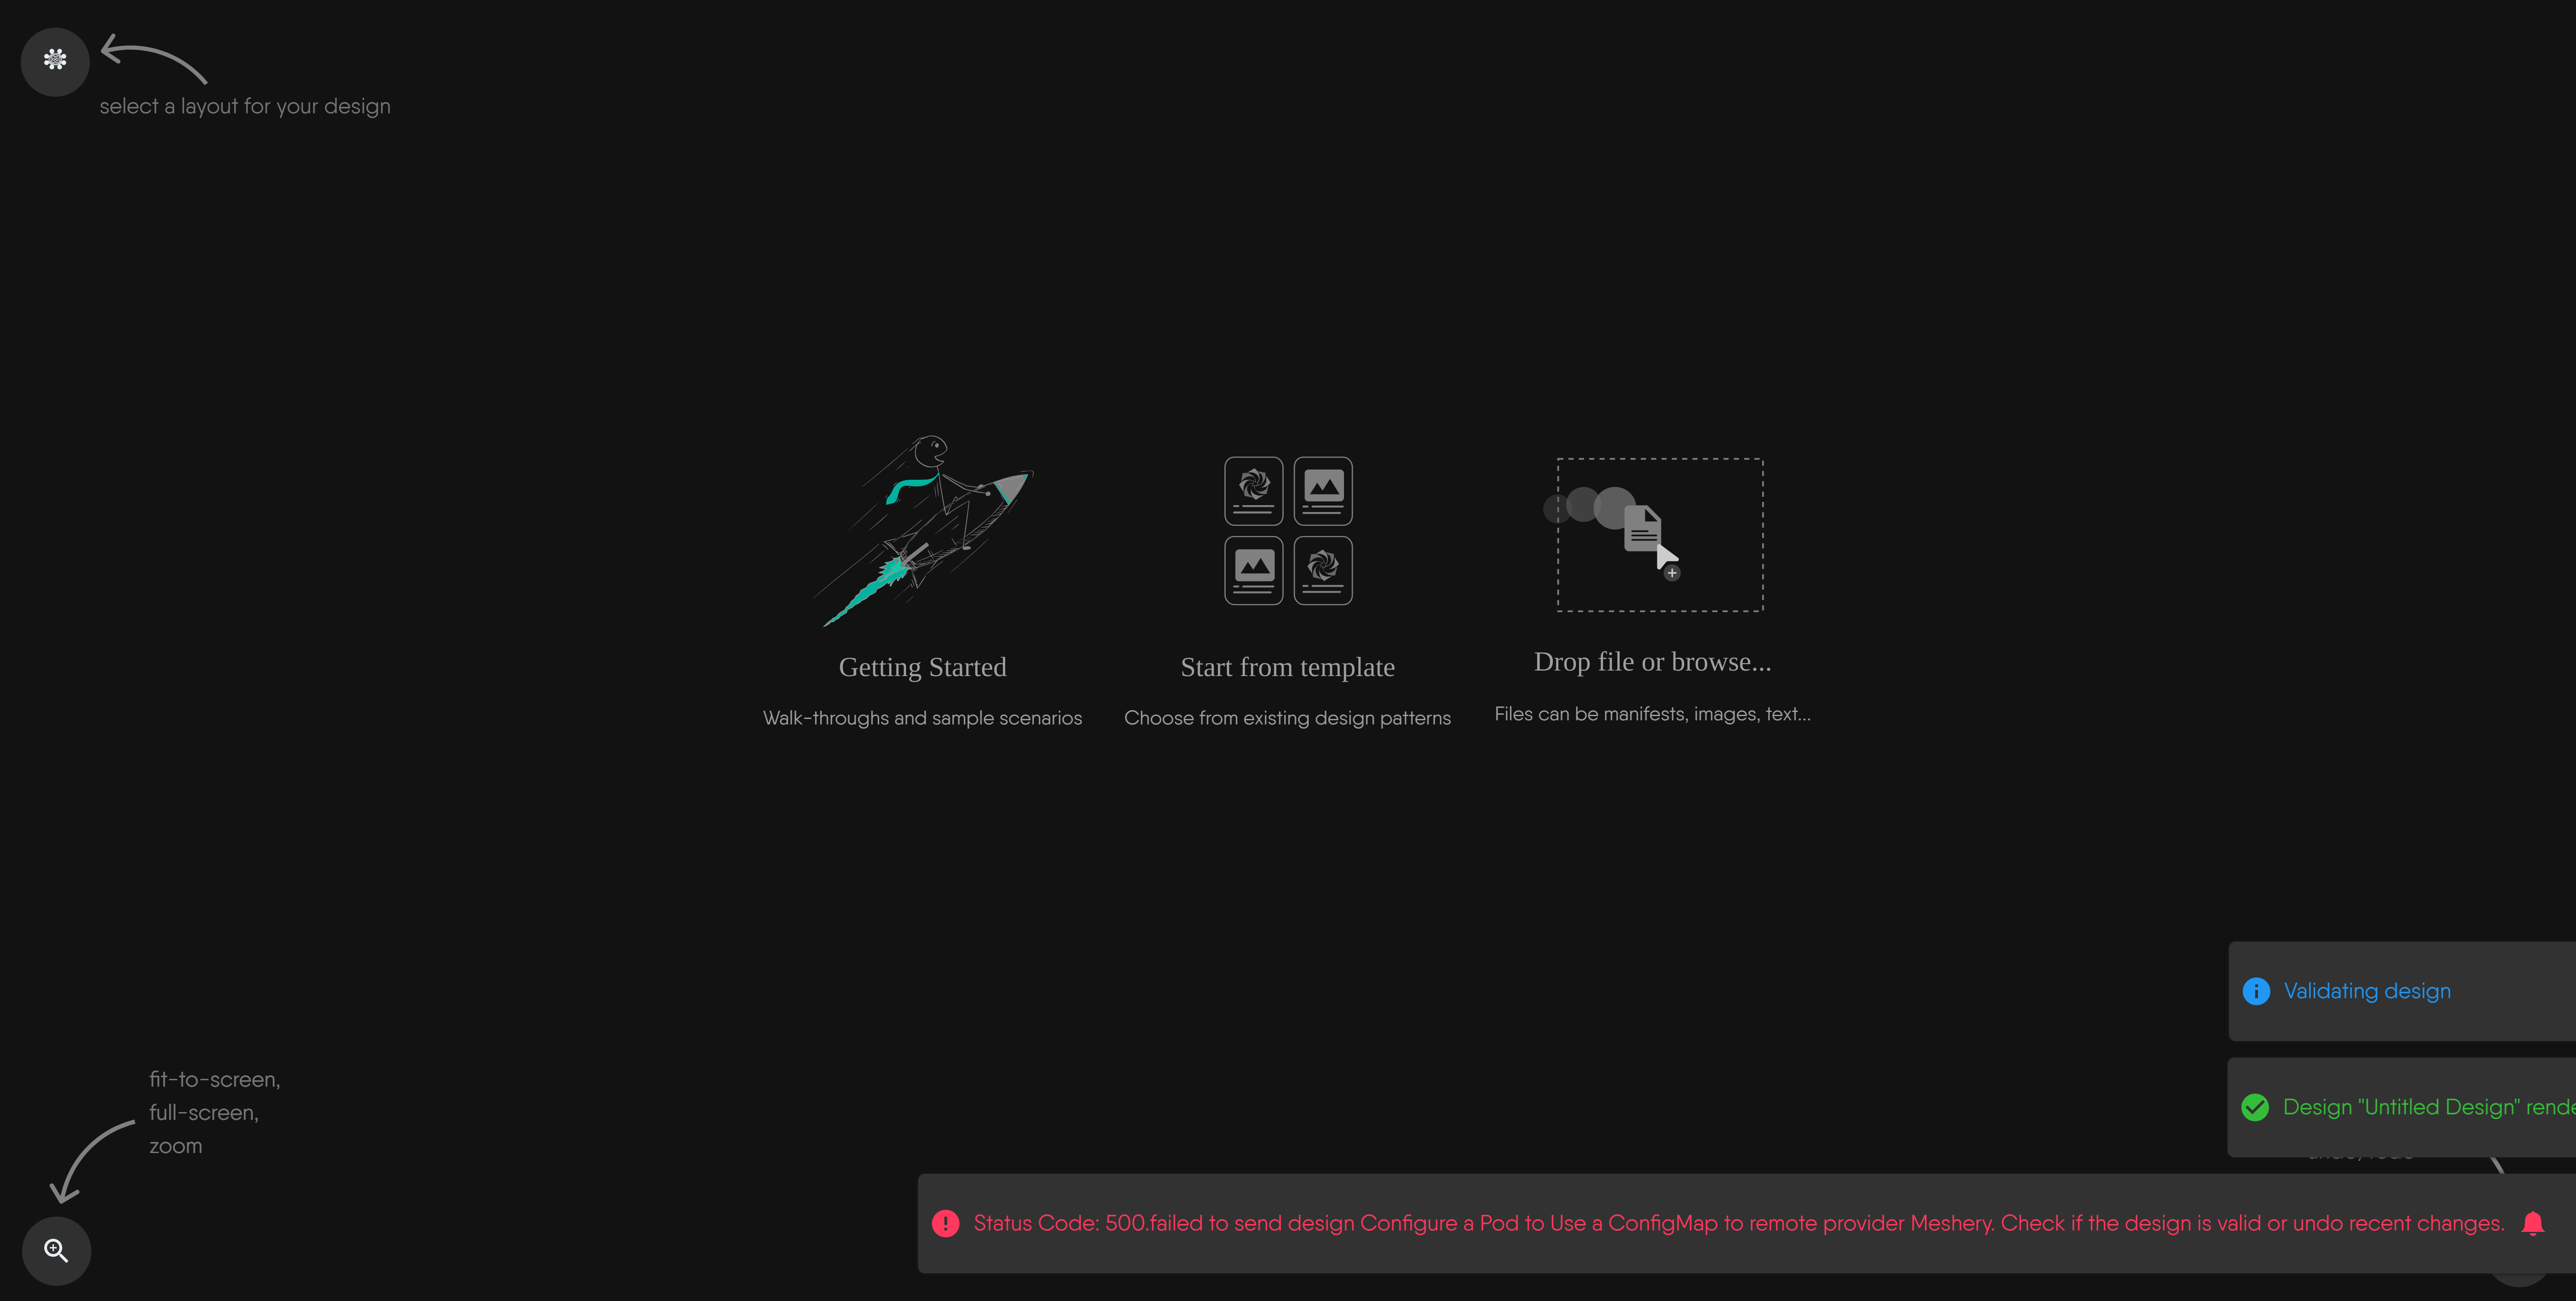 select a layout for your design
Getting Started
Walk-throughs and sample scenarios
Start from template
Choose from existing design patterns
Drop file or browse...
Files can be manifests, images, text...
Validating design
fit-to-screen,
full-screen,
zoom
Design "Untitled Design"
Status Code: 500.failed to send design Configure a Pod to Use a ConfigMap to remote provider Meshery. Check if the design is valid or undo recent changes.